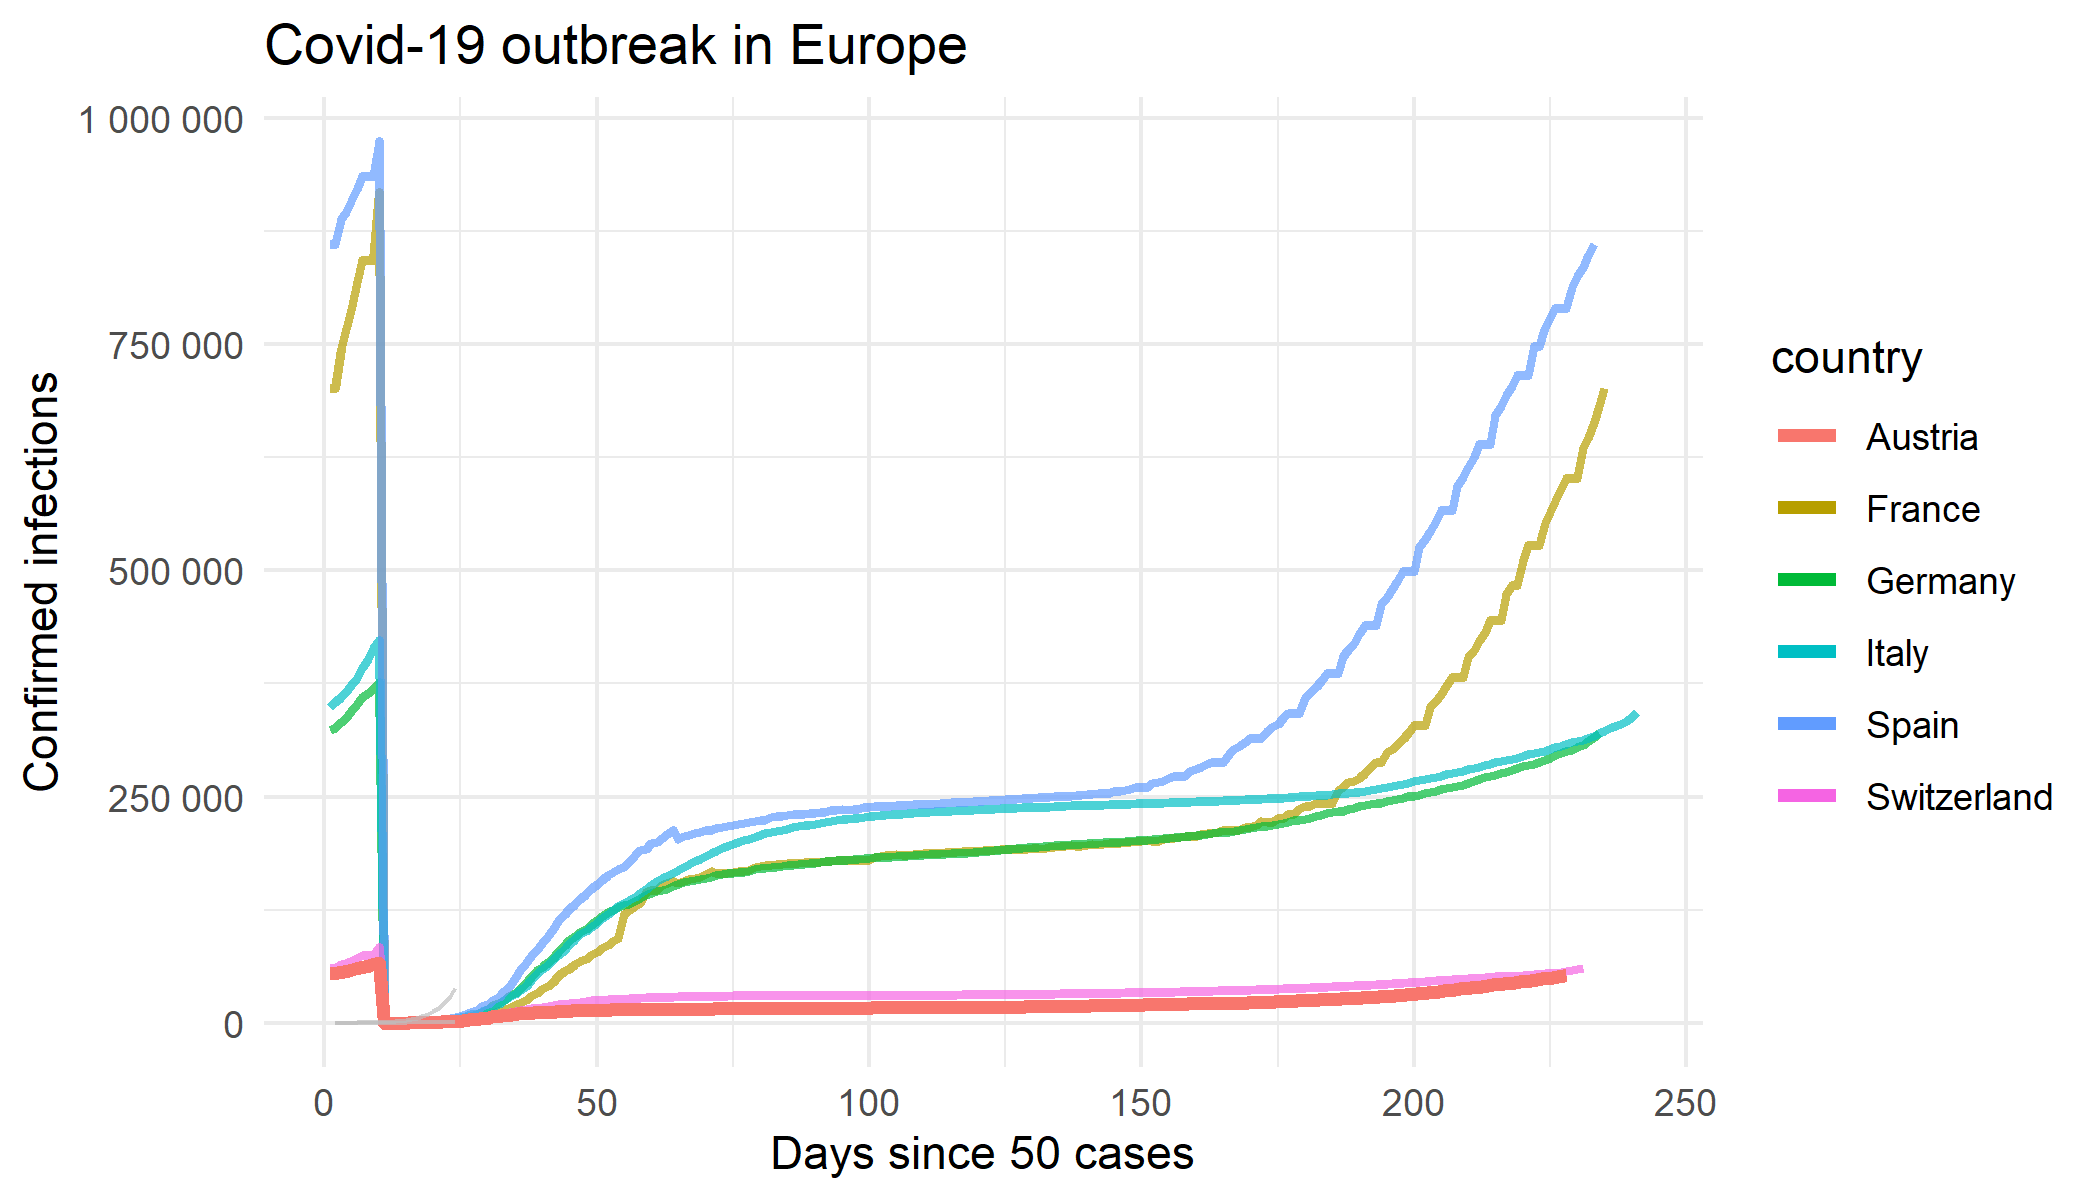 Covid-19 outbreak in Europe
Confirmed infections
1 000 000
750 000
500 000
250 000
0
0
50
100
150
200
250
Days since 50 cases
country
Austria
France
Germany
Italy
Spain
Switzerland